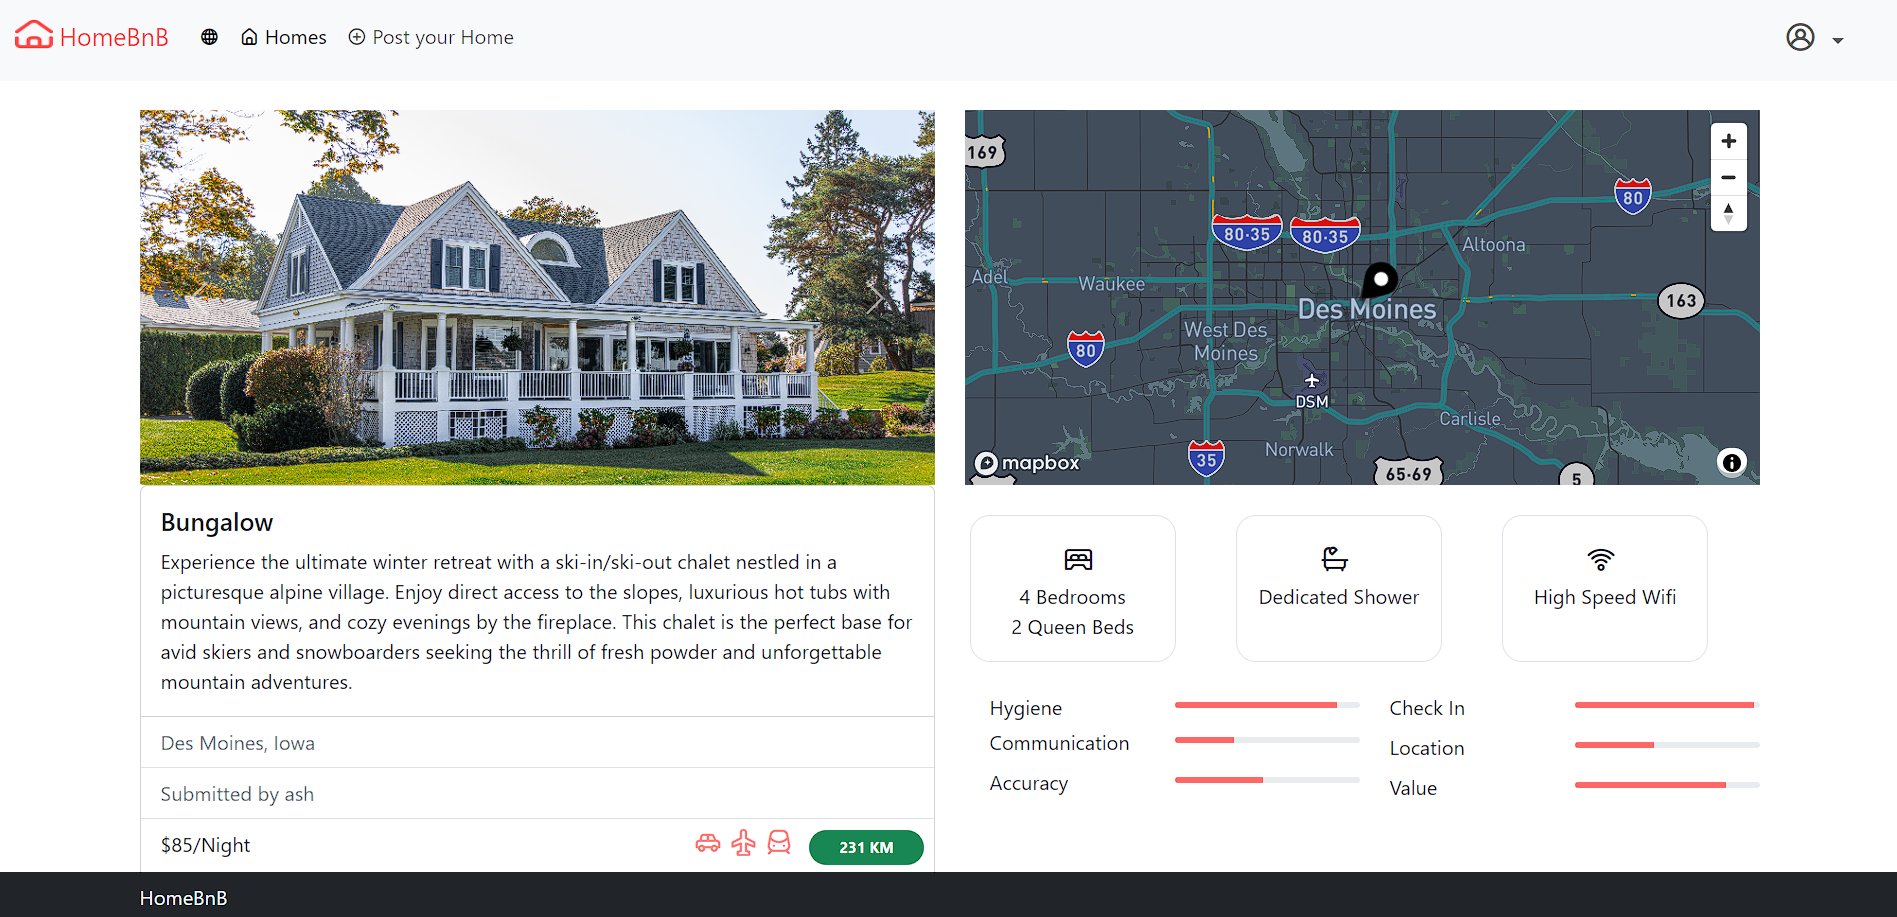 HomeBnB
Homes
Post your Home
169
80
80-35
80-35
Altoona
Adel
Waukee
163
Des Moines
West Des
Moines
80
DSM
Carlisle
Norwalk
35
65-69
5
mapbox
Bungalow
Experience the ultimate winter retreat with a ski-in/ski-out chalet nestled in a
picturesque alpine village. Enjoy direct access to the slopes, luxurious hot tubs with
mountain views, and cozy evenings by the fireplace. This chalet is the perfect base for
avid skiers and snowboarders seeking the thrill of fresh powder and unforgettable
mountain adventures.
Des Moines, Iowa
Submitted by ash
$85/Night
231 KM
4 Bedrooms
2 Queen Beds
Dedicated Shower
High Speed Wifi
Hygiene
Check In
Communication
Location
Accuracy
Value
HomeBnB